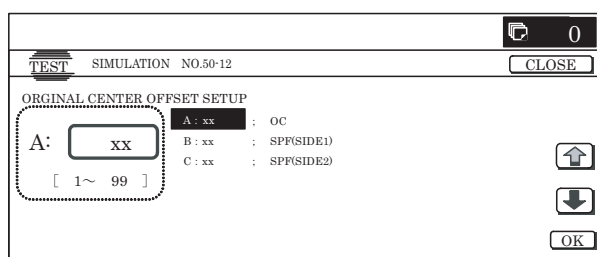 0
TEST SIMULATION NO.50-12 CLOSE
ORGINAL CENTER OFFSET SETUP
A : xx ; OC
A: xx
B : xx ; SPF(SIDE1)
C : xx ; SPF(SIDE2)
[ 1～ 99 ]
OK